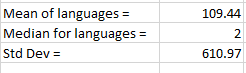 Mean of languages = 109.44
Median for languages = 2
Std Dev = 610.97